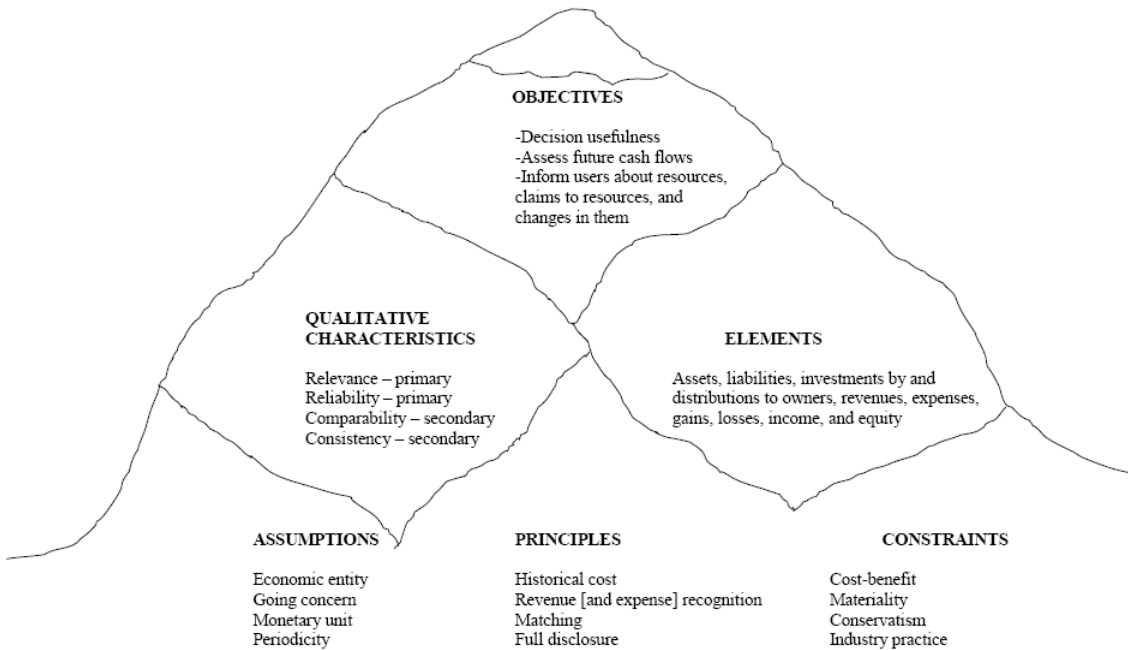 OBJECTIVES
-Decision usefulness
-Assess future cash flows
-Inform users about resources,
claims to resources, and
changes in them
QUALITATIVE
CHARACTERISTICS
Relevance – primary
Reliability – primary
Comparability – secondary
Consistency – secondary
ELEMENTS
Assets, liabilities, investments by and
distributions to owners, revenues, expenses,
gains, losses, income, and equity
ASSUMPTIONS
Economic entity
Going concern
Monetary unit
Periodicity
PRINCIPLES
Historical cost
Revenue [and expense] recognition
Matching
Full disclosure
CONSTRAINTS
Cost-benefit
Materiality
Conservatism
Industry practice